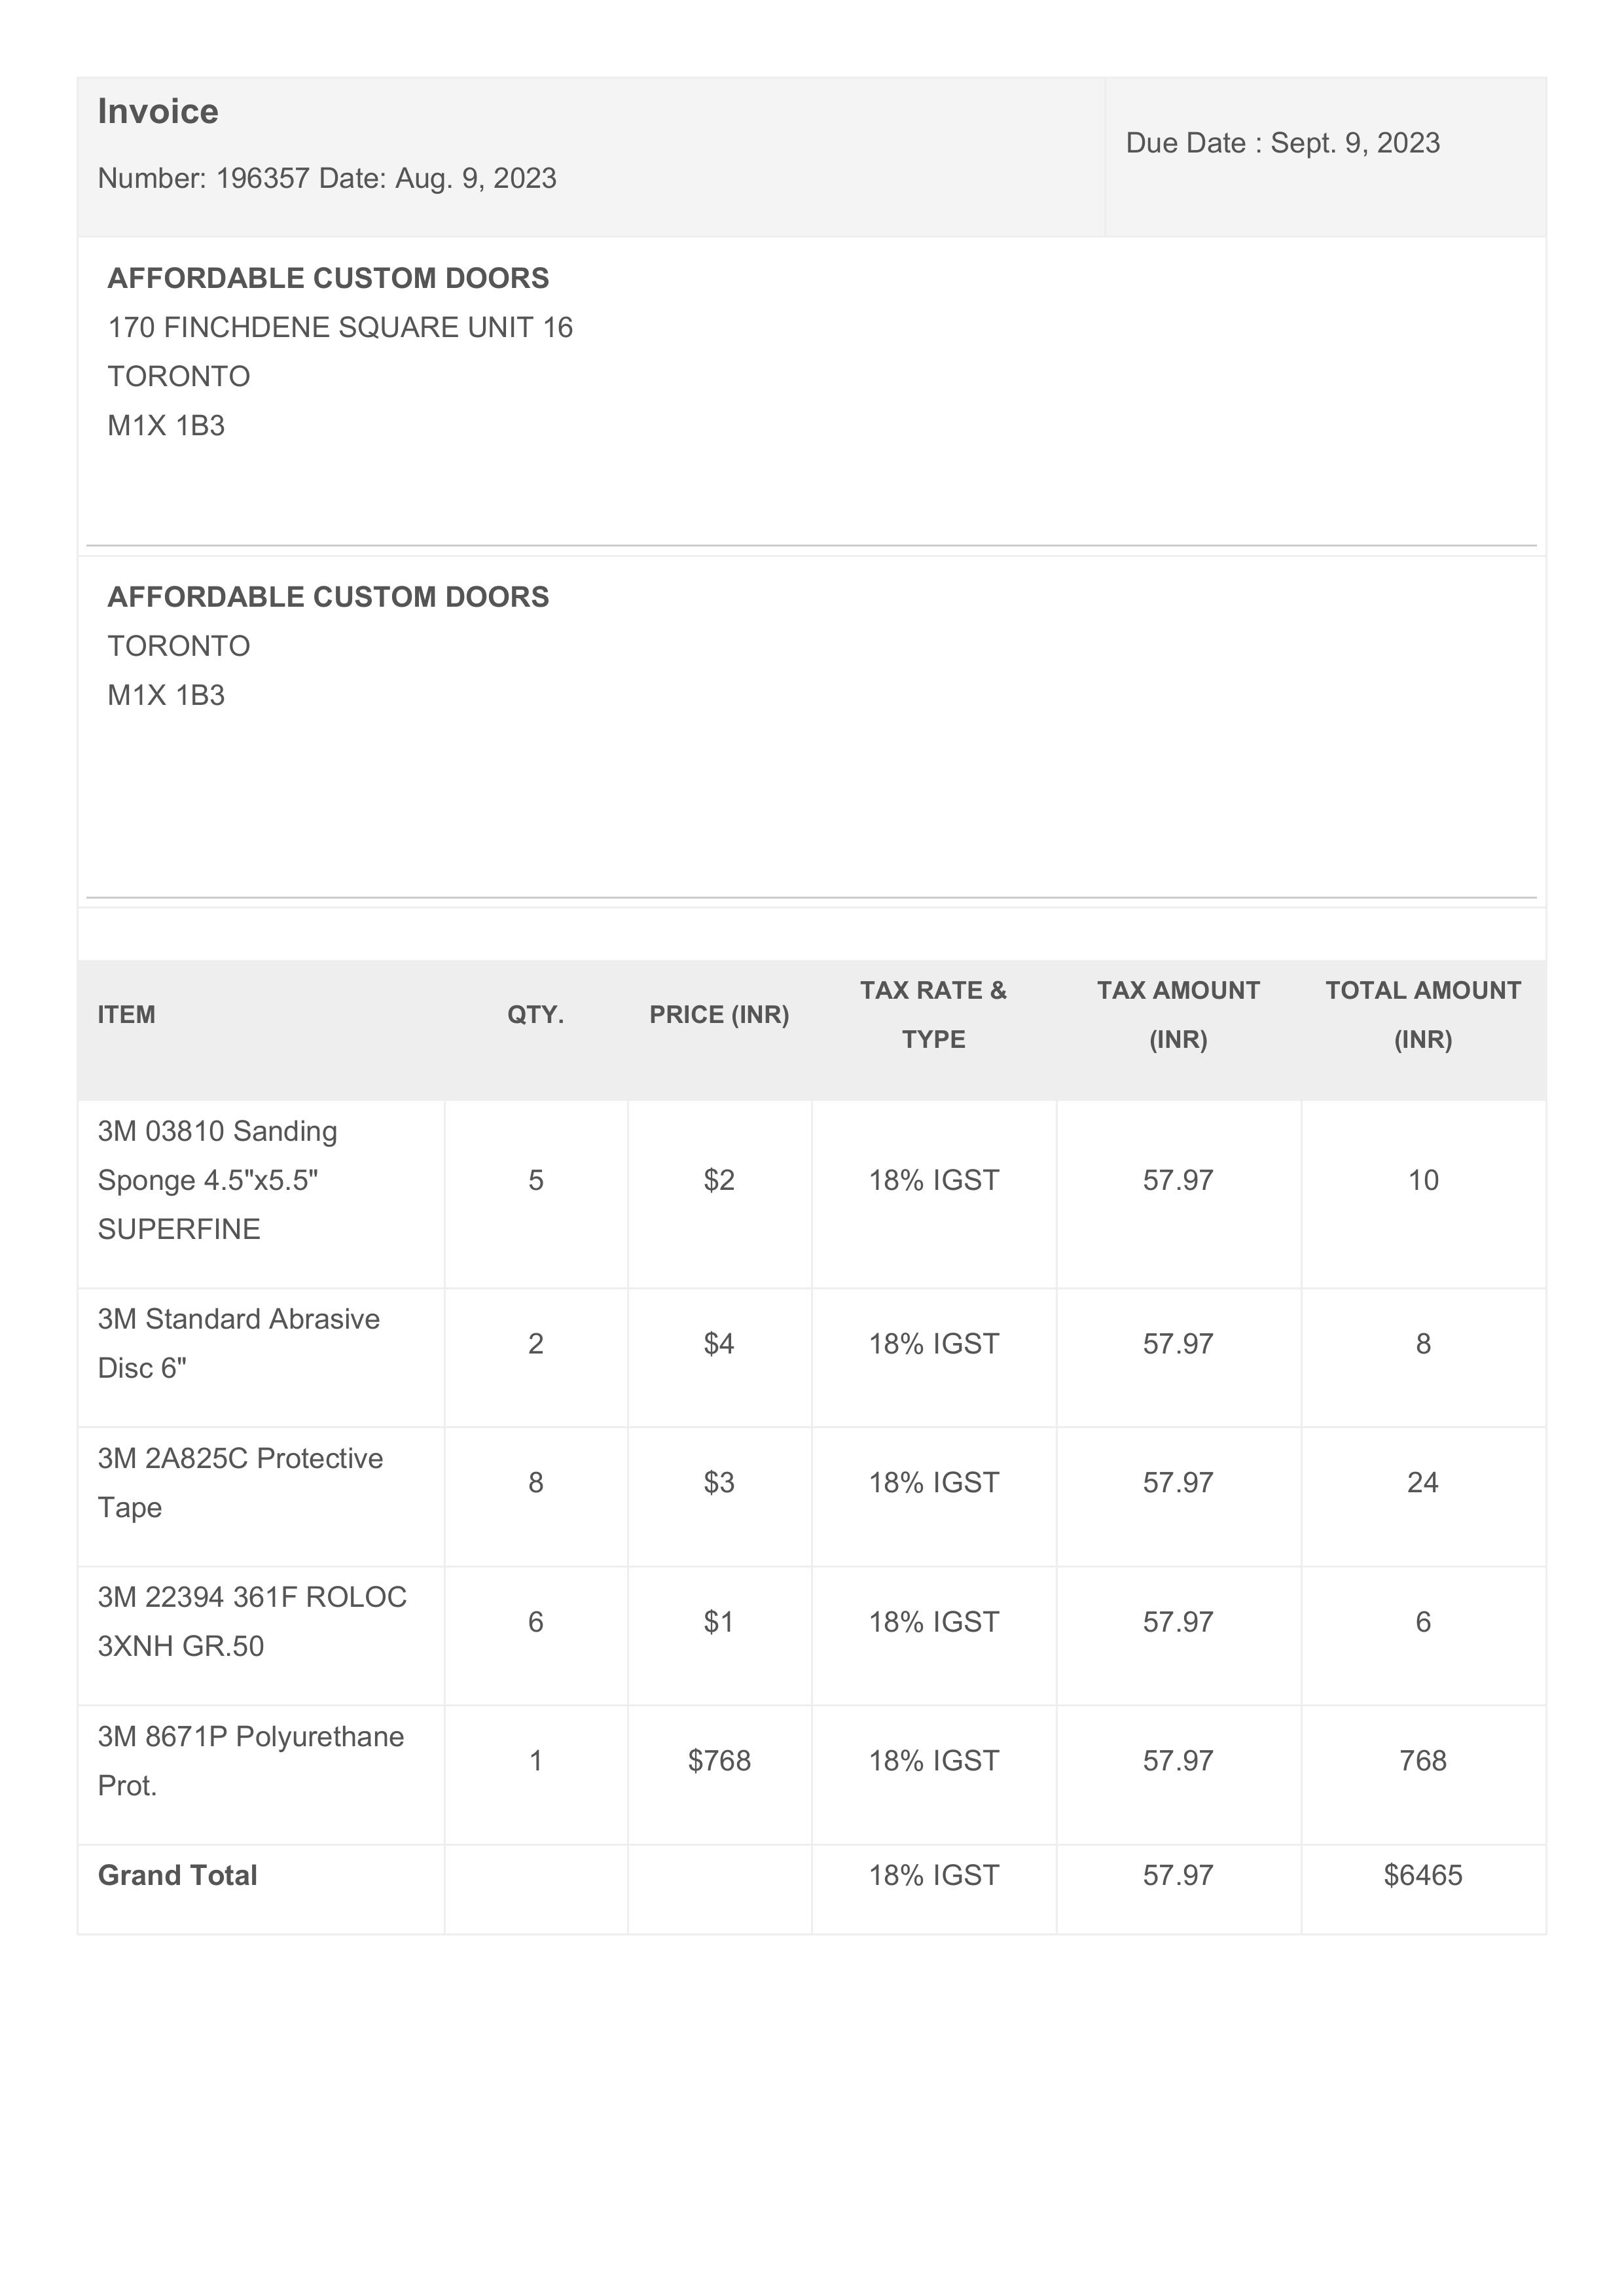 Invoice
Number: 196357 Date: Aug. 9, 2023
Due Date : Sept. 9, 2023
AFFORDABLE CUSTOM DOORS
170 FINCHDENE SQUARE UNIT 16
TORONTO
M1X 1B3
AFFORDABLE CUSTOM DOORS
TORONTO
M1X 1B3
ITEM QTY. PRICE (INR) TAX RATE & TYPE TAX AMOUNT (INR) TOTAL AMOUNT (INR)
3M 03810 Sanding
Sponge 4.5"x5.5"
SUPERFINE
5 $2 18% IGST 57.97 10
3M Standard Abrasive
Disc 6"
2 $4 18% IGST 57.97 8
3M 2A825C Protective
Tape
8 $3 18% IGST 57.97 24
3M 22394 361F ROLOC
3XNH GR.50
6 $1 18% IGST 57.97 6
3M 8671P Polyurethane
Prot.
1 $768 18% IGST 57.97 768
Grand Total 18% IGST 57.97 $6465